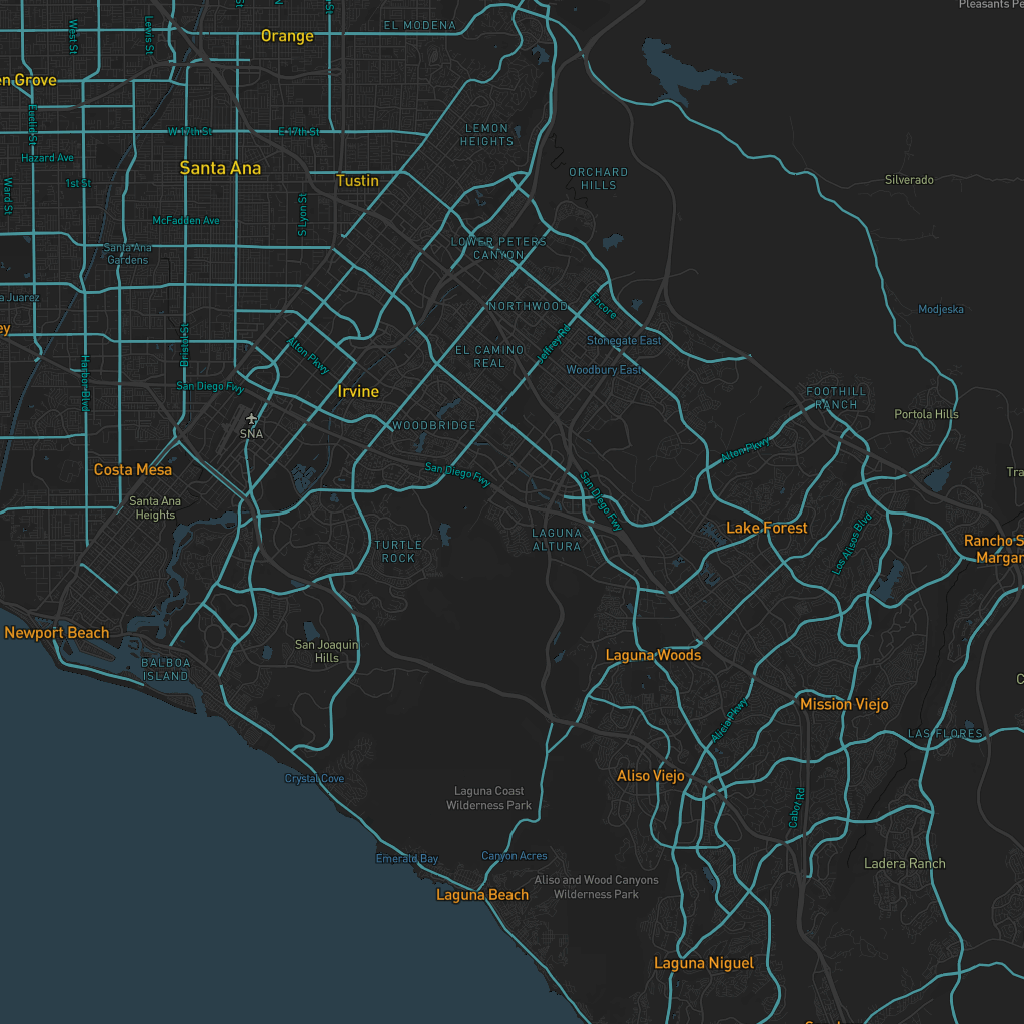 Pleasants Pe
EL MODENA
Orange
West St
Lewis St
en Grove
Euclid St
W 17th St
E 17th St
LEMON
HEIGHTS
Hazard Ave
Santa Ana
1st St
Ward St
Tustin
ORCHARD
HILLS
Silverado
S Lyon St
McFadden Ave
Santa Ana
Gardens
LOWER PETERS
CANYON
Juarez
NORTHWOOD
Encore
Modjeska
ey
Bristol St
Alton Pkwy
Jeffrey Rd
Stonegate East
EL CAMINO
REAL
Woodbury East
Harbor Blvd
San Diego Fwy
Irvine
FOOTHILL
RANCH
Portola Hills
SNA
WOODBRIDGE
Alton Pkwy
Costa Mesa
San Diego Fwy
San Diego Fwy
Tra
Santa Ana
Heights
Lake Forest
LAGUNA
ALTURA
Los Alisos Blvd
Rancho S
Margar
TURTLE
ROCK
Newport Beach
San Joaquin
Hills
Laguna Woods
BALBOA
ISLAND
C
Mission Viejo
Alicia Pkwy
LAS FLORES
Aliso Viejo
Crystal Cove
Laguna Coast
Wilderness Park
Cabot Rd
Emerald Bay
Canyon Acres
Ladera Ranch
Aliso and Wood Canyons
Wilderness Park
Laguna Beach
Laguna Niguel